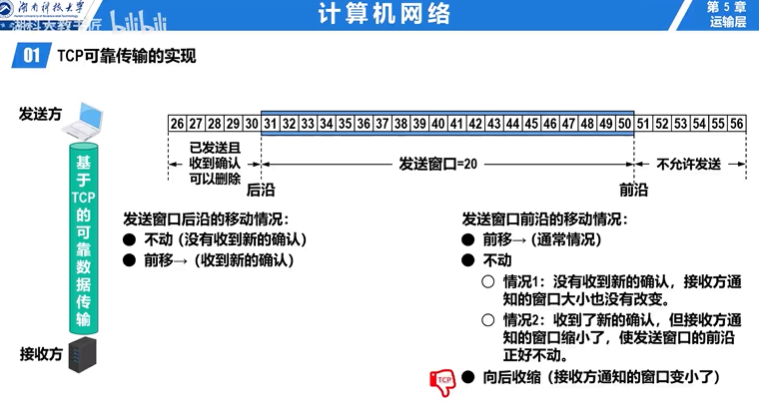 湖南科技大学
计算机网络
第 5 章
运输层
湖科大教书匠
bilibili
01 TCP可靠传输的实现
发送方
26 27 28 29 30 31 32 33 34 35 36 37 38 39 40 41 42 43 44 45 46 47 48 49 50 51 52 53 54 55 56
已发送且
收到确认
可以删除
发送窗口=20
不允许发送
后沿
前沿
基于TCP的可靠数据传输
接收方
发送窗口后沿的移动情况：
● 不动（没有收到新的确认）
● 前移→（收到新的确认）
发送窗口前沿的移动情况：
● 前移→（通常情况）
● 不动
○ 情况1：没有收到新的确认，接收方通
知的窗口大小也没有改变。
○ 情况2：收到了新的确认，但接收方通
知的窗口缩小了，使发送窗口的前沿
正好不动。
TCP
● 向后收缩（接收方通知的窗口变小了）